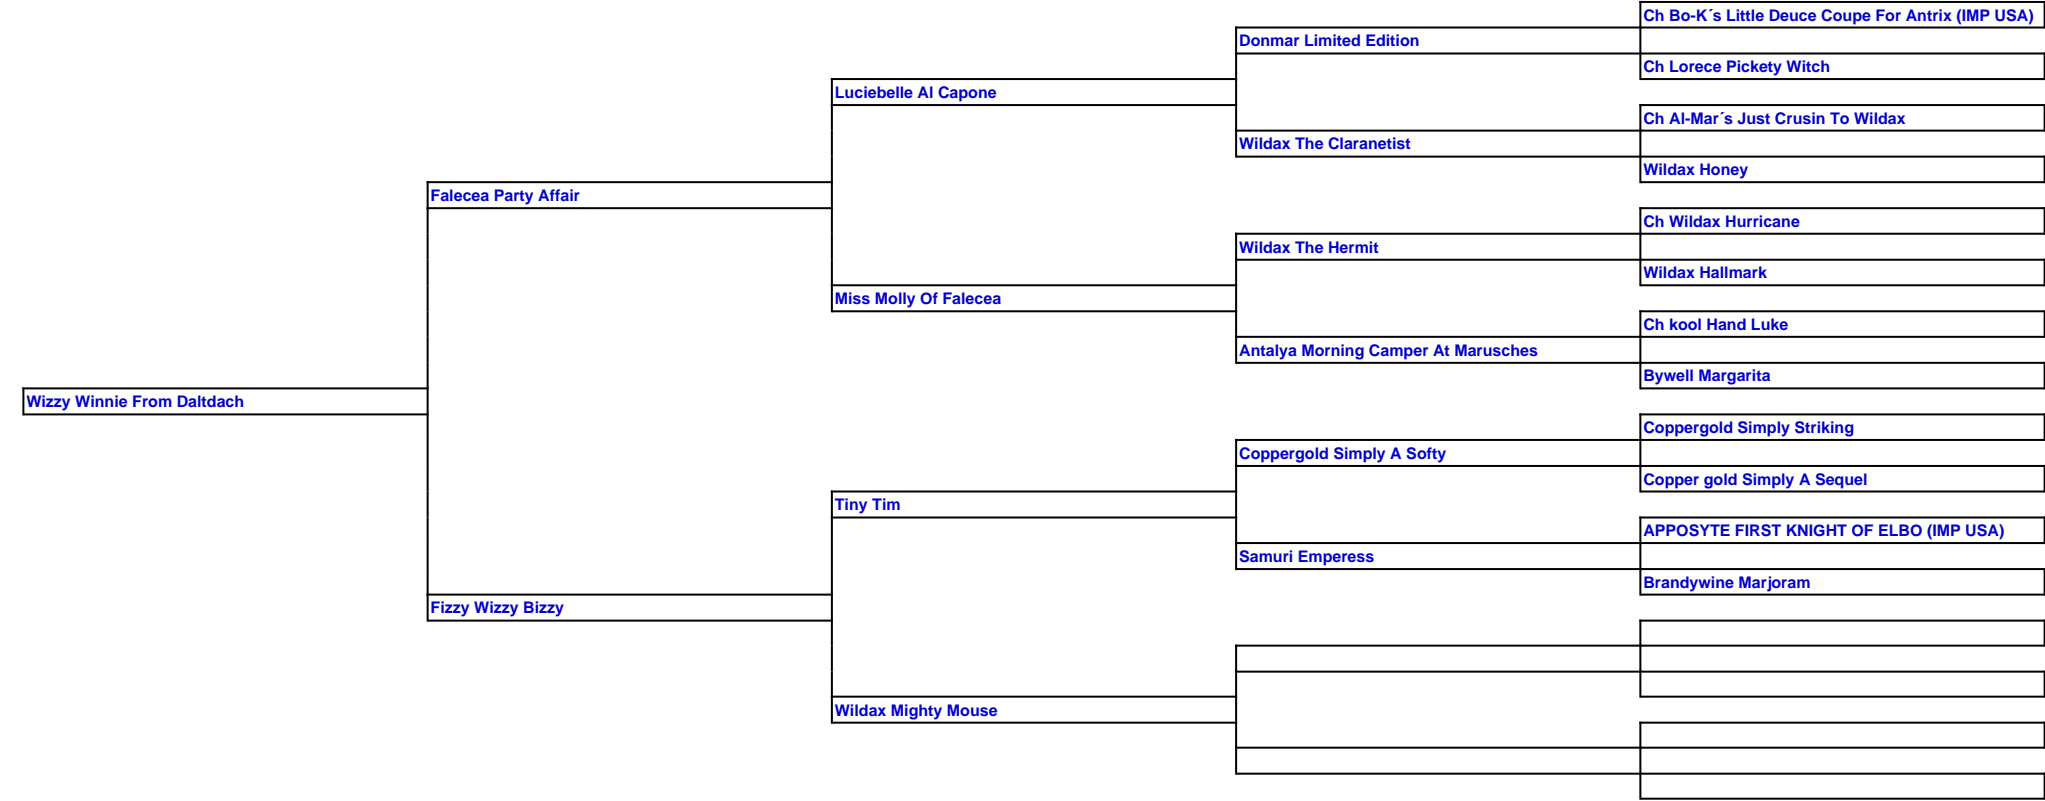 Ch Bo-K´s Little Deuce Coupe For Antrix (IMP USA)
Donmar Limited Edition
Ch Lorece Pickety Witch
Luciebelle Al Capone
Ch Al-Mar´s Just Crusin To Wildax
Wildax The Claranetist
Wildax Honey
Falecea Party Affair
Ch Wildax Hurricane
Wildax The Hermit
Wildax Hallmark
Miss Molly Of Falecea
Ch kool Hand Luke
Antalya Morning Camper At Marusches
Bywell Margarita
Wizzy Winnie From Daltdach
Coppergold Simply Striking
Coppergold Simply A Softy
Copper gold Simply A Sequel
Tiny Tim
APPOSYTE FIRST KNIGHT OF ELBO (IMP USA)
Samuri Emperess
Brandywine Marjoram
Fizzy Wizzy Bizzy
Wildax Mighty Mouse